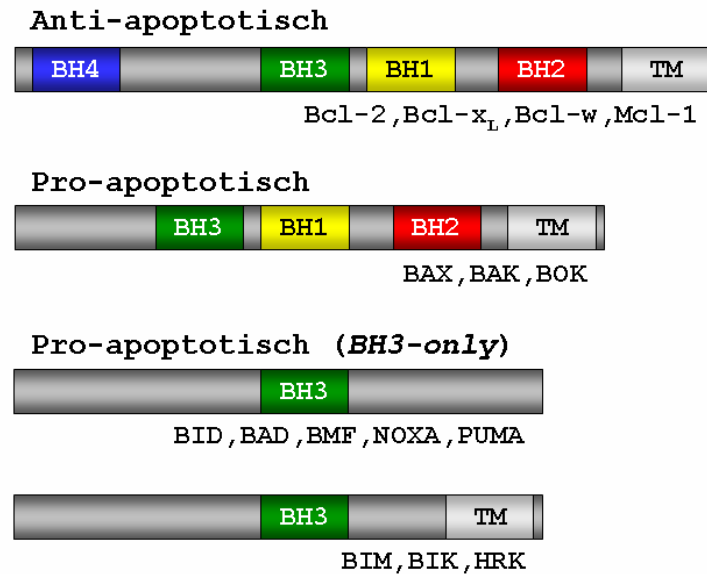 Anti-apoptotisch
BH4 BH3 BH1 BH2 TM
Bcl-2,Bcl-xL,Bcl-w,Mcl-1
Pro-apoptotisch
BH3 BH1 BH2 TM
BAX,BAK,BOK
Pro-apoptotisch (BH3-only)
BH3
BID,BAD,BMF,NOXA,PUMA
BH3 TM
BIM,BIK,HRK